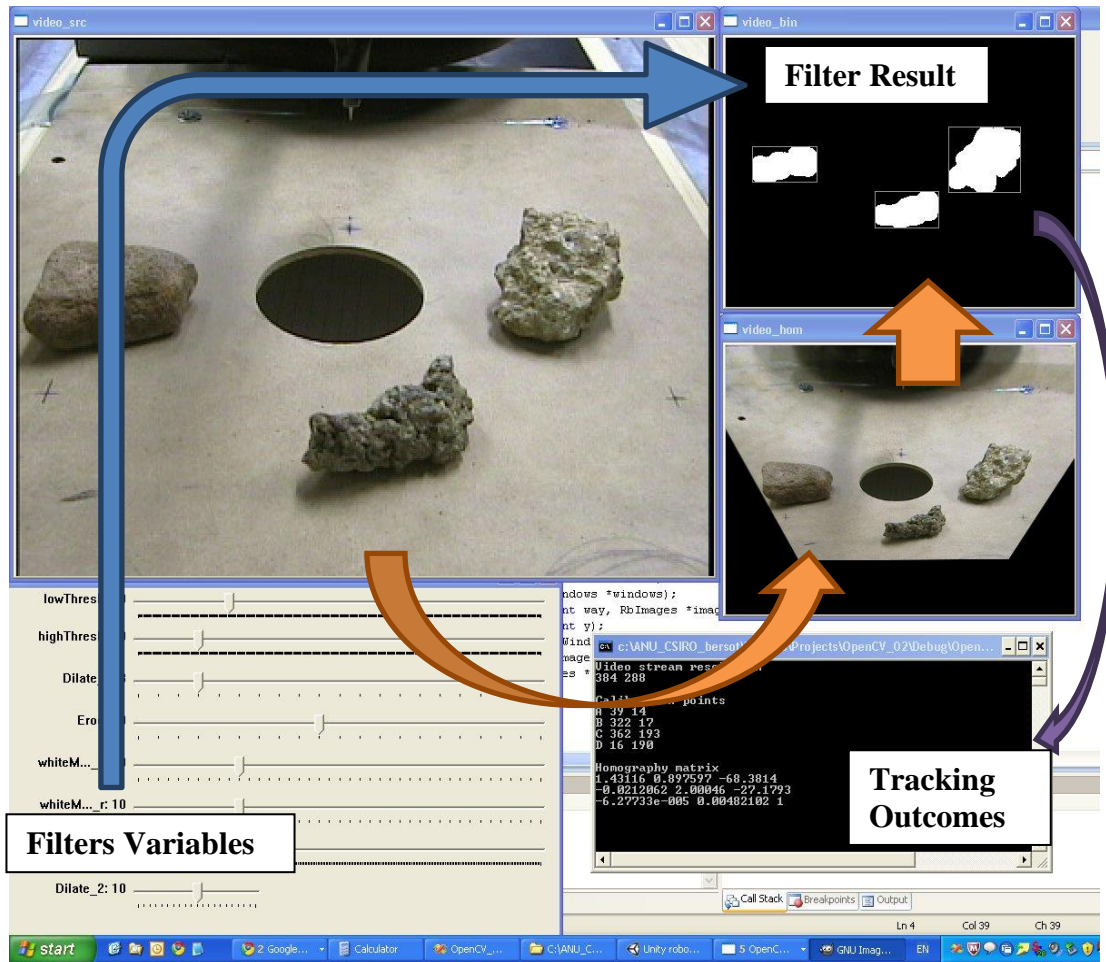 video_src
video_bin
Filter Result
video_hom
lowThres
highThres
Dilate_
Ero
whiteM..._
whiteM..._r: 10
Filters Variables
Dilate_2: 10
ndows *windows);
nt way, RbImages *imag
nt y);
Wind
mage
es *
c:\ANU_CSIRO_bersot
Projects\OpenCV_02\Debug\Open...
Video stream
384 288
points
A 39 14
B 322 17
C 362 193
D 16 190
Homography matrix
1.43116 0.897597 -68.3814
-0.0212062 2.00046 -27.1793
-6.27733e-005 0.00482102 1
Tracking
Outcomes
Call Stack Breakpoints Output
Ln 4 Col 39 Ch 39
start 2 Google... Calculator OpenCV_... C:\ANU_C... Unity robo... 5 OpenC... GNU Imag... EN